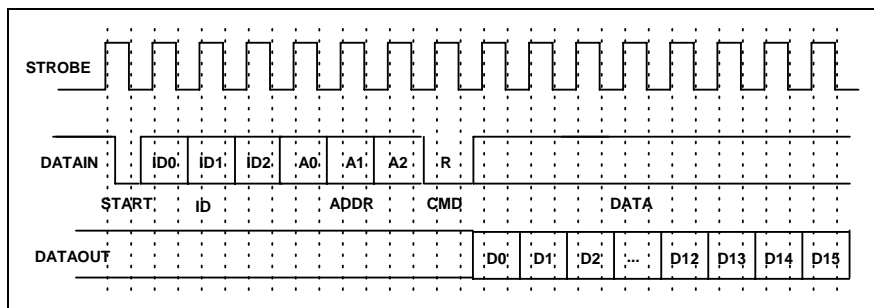 STROBE
DATAIN ID0 ID1 ID2 A0 A1 A2 R
START ID ADDR CMD DATA
DATAOUT D0 D1 D2 ... D12 D13 D14 D15